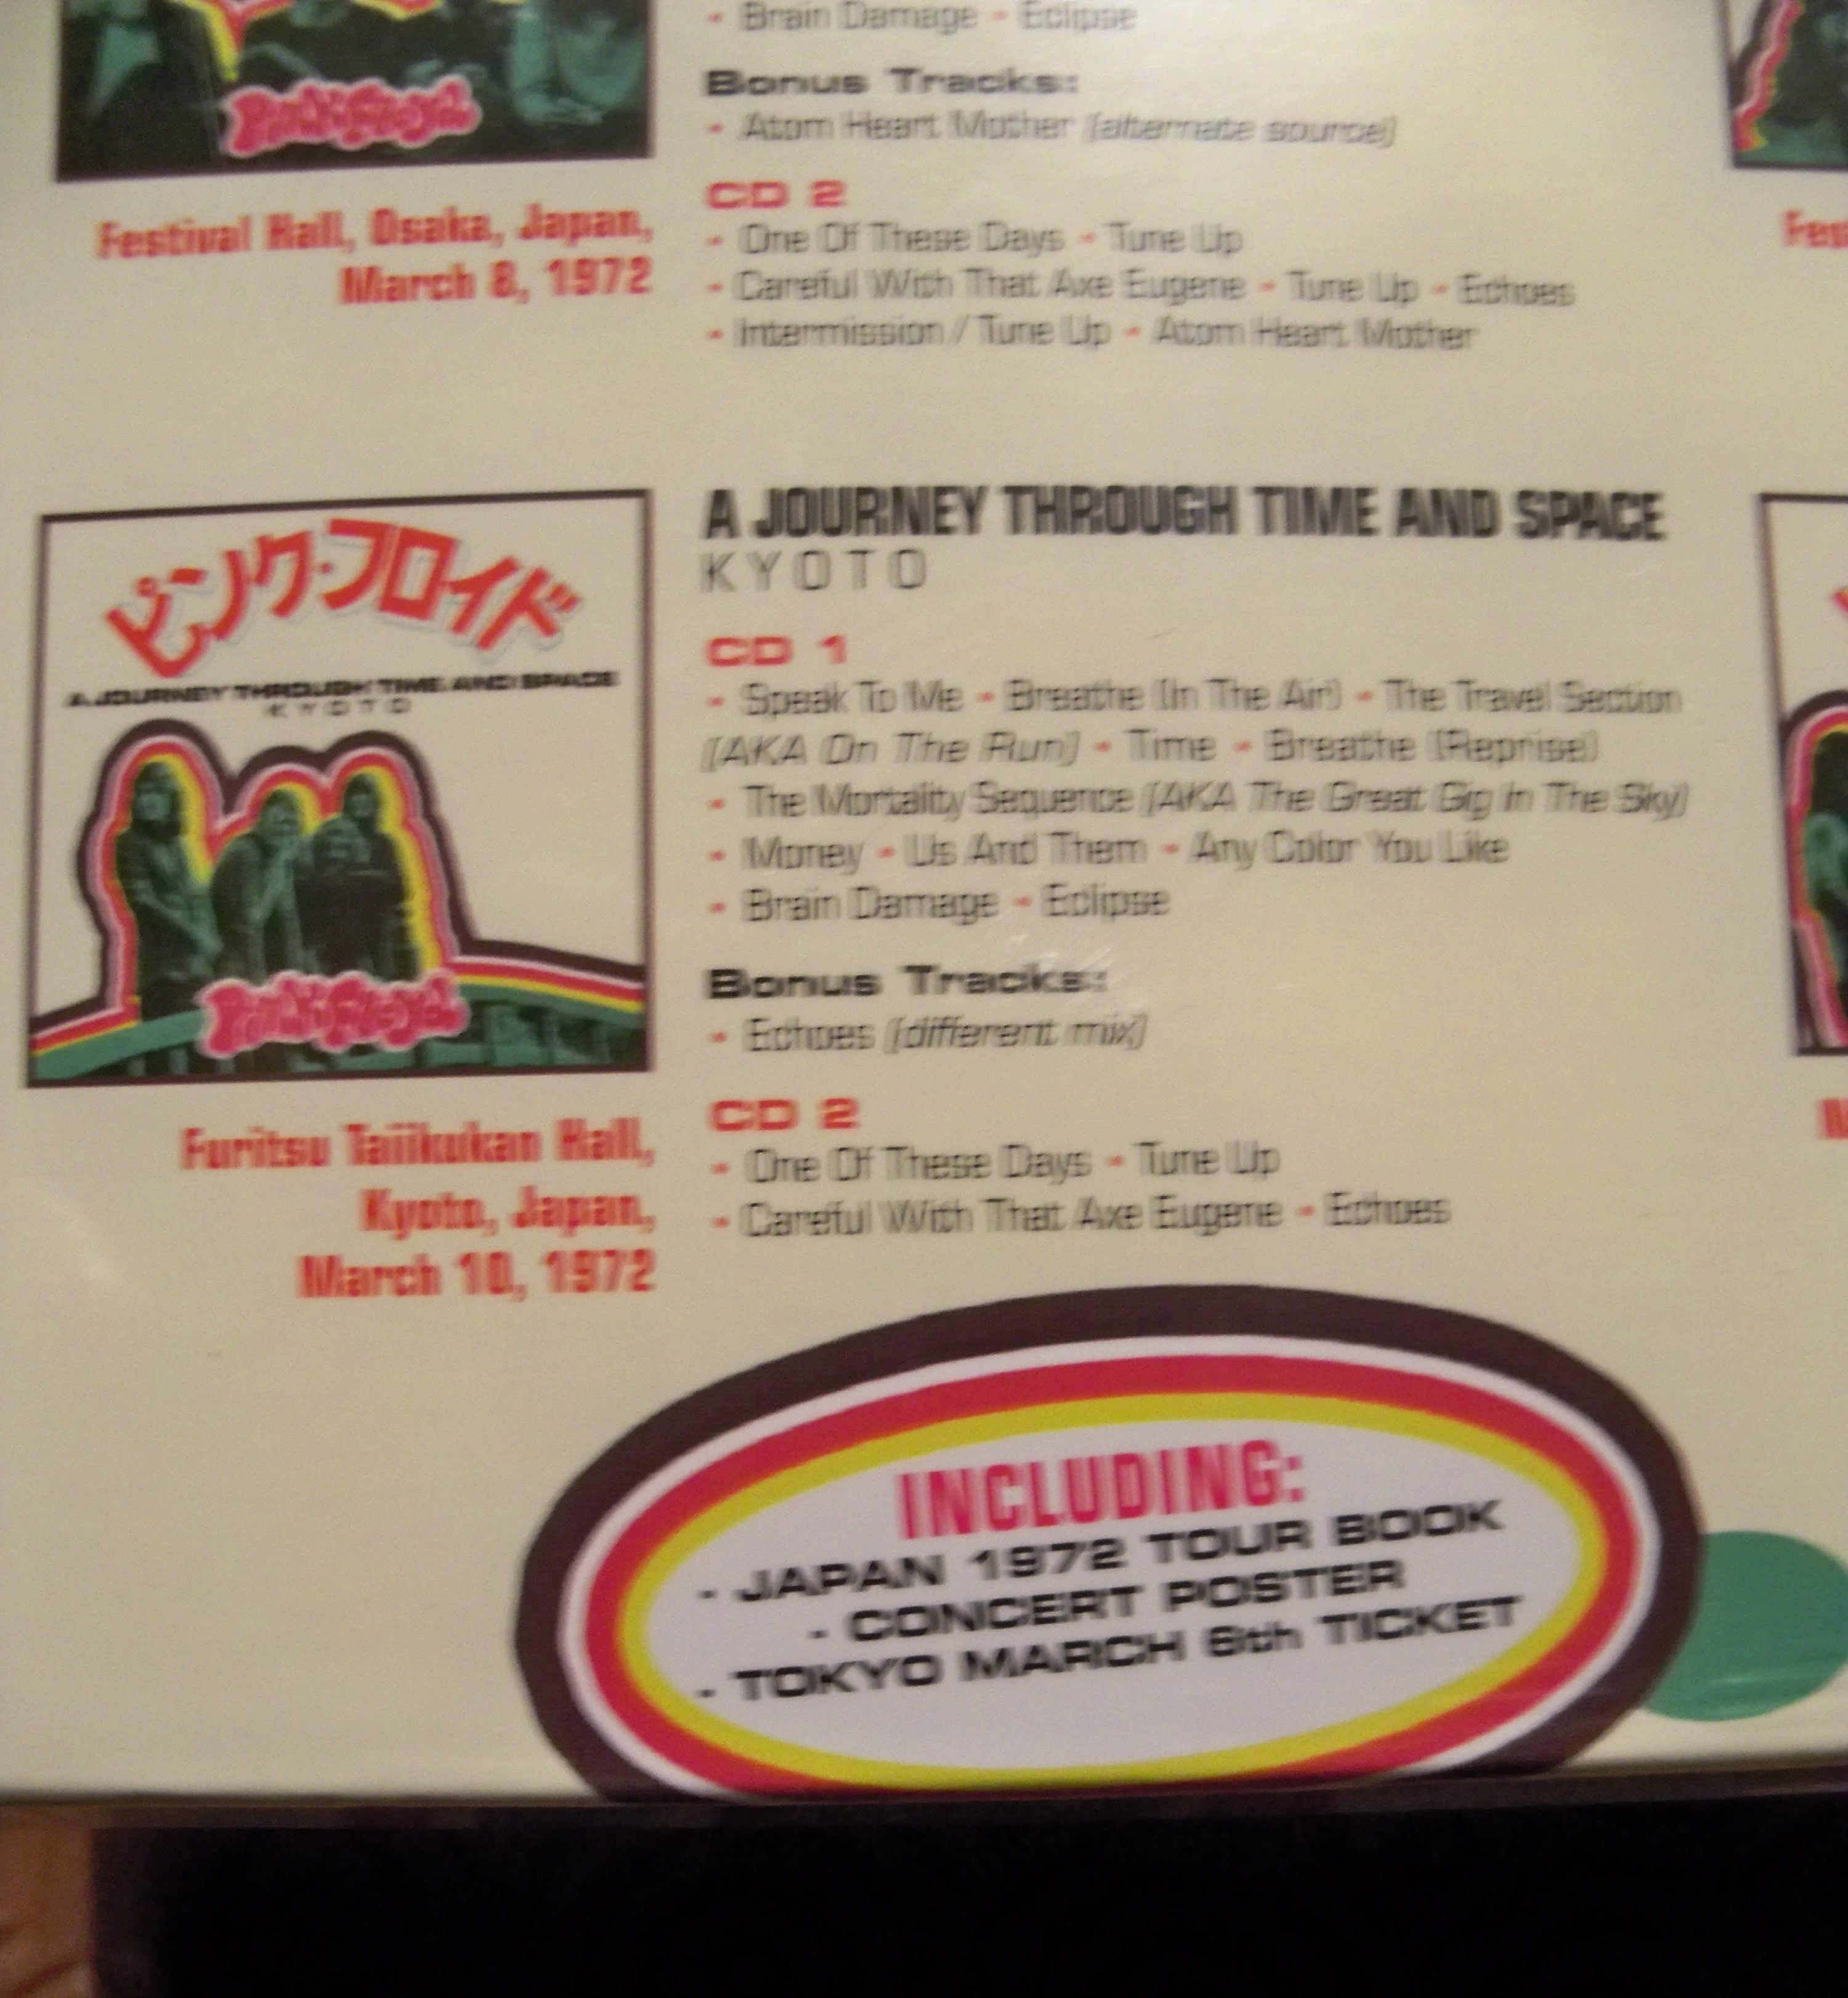 - Brain Damage - Eclipse
Bonus Tracks:
- Atom Heart Mother (alternate source)
CD 2
- One Of These Days - Tune Up
- Careful With That Axe Eugene - Tune Up - Echoes
- Intermission / Tune Up - Atom Heart Mother
Pink Floyd
Festival Hall, Osaka, Japan,
March 8, 1972
ピンク・フロイド
A JOURNEY THROUGH TIME AND SPACE
KYOTO
Pink Floyd
Furitsu Taiikukan Hall,
Kyoto, Japan,
March 10, 1972
A JOURNEY THROUGH TIME AND SPACE
KYOTO
CD 1
- Speak To Me - Breathe (In The Air) - The Travel Section
(AKA On The Run) - Time - Breathe (Reprise)
- The Mortality Sequence (AKA The Great Gig In The Sky)
- Money - Us And Them - Any Color You Like
- Brain Damage - Eclipse
Bonus Tracks:
- Echoes (different mix)
CD 2
- One Of These Days - Tune Up
- Careful With That Axe Eugene - Echoes
INCLUDING:
- JAPAN 1972 TOUR BOOK
- CONCERT POSTER
- TOKYO MARCH 6th TICKET